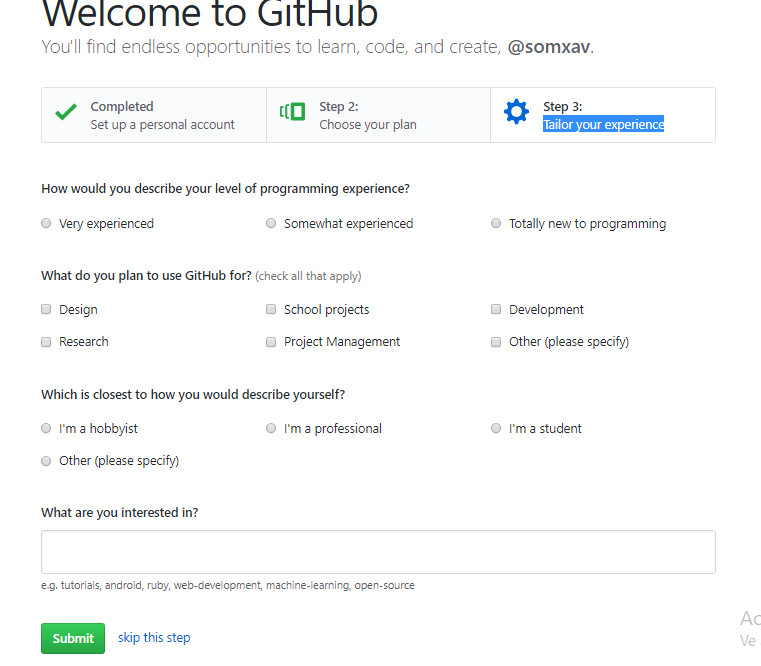 Welcome to GitHub
You'll find endless opportunities to learn, code, and create, @somxav.
Completed
Set up a personal account
Step 2:
Choose your plan
Step 3:
Tailor your experience
How would you describe your level of programming experience?
Very experienced
Somewhat experienced
Totally new to programming
What do you plan to use GitHub for? (check all that apply)
Design
School projects
Development
Research
Project Management
Other (please specify)
Which is closest to how you would describe yourself?
I'm a hobbyist
I'm a professional
I'm a student
Other (please specify)
What are you interested in?
e.g. tutorials, android, ruby, web-development, machine-learning, open-source
Submit
skip this step
Ac
Ve